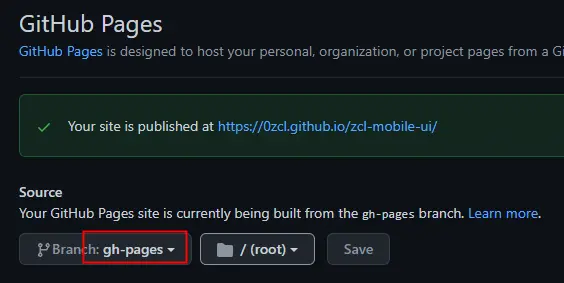 GitHub Pages
GitHub Pages is designed to host your personal, organization, or project pages from a
Your site is published at https://0zcl.github.io/zcl-mobile-ui/
Source
Your GitHub Pages site is currently being built from the gh-pages branch. Learn more.
Branch: gh-pages / (root) Save